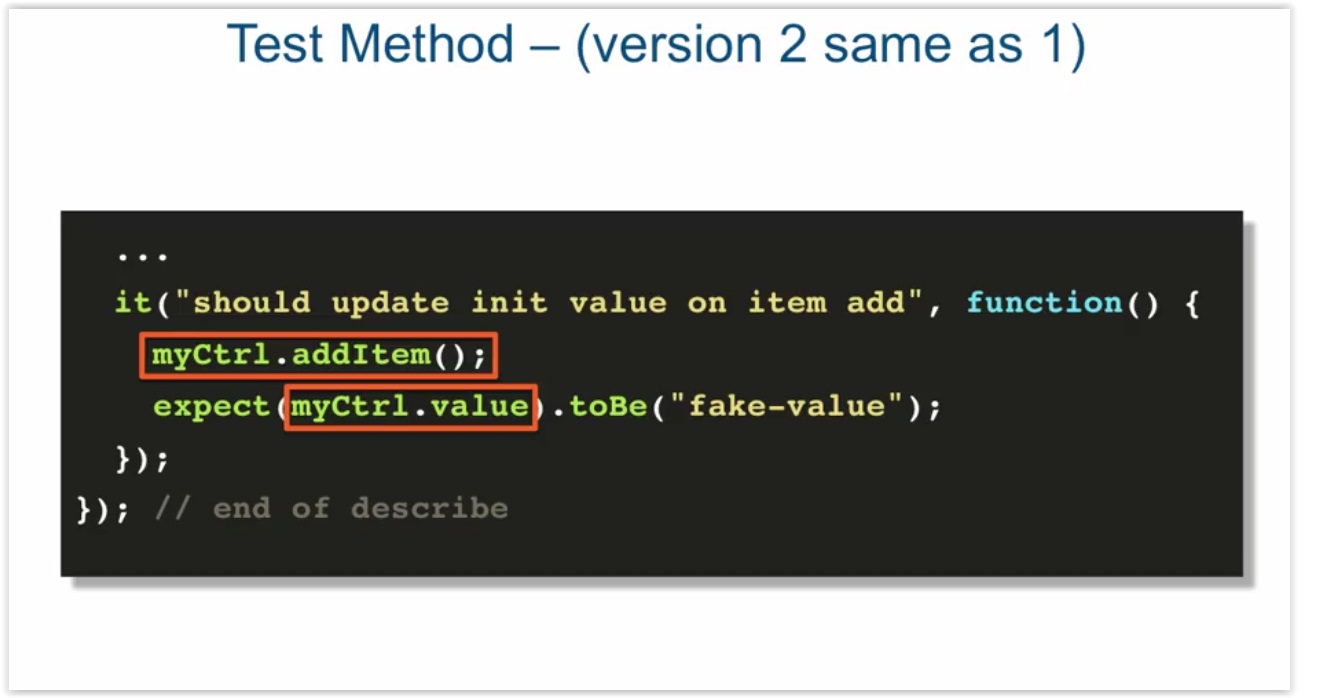 Test Method – (version 2 same as 1)
...
it("should update init value on item add", function() {
myCtrl.addItem();
expect(myCtrl.value).toBe("fake-value");
});
}); // end of describe